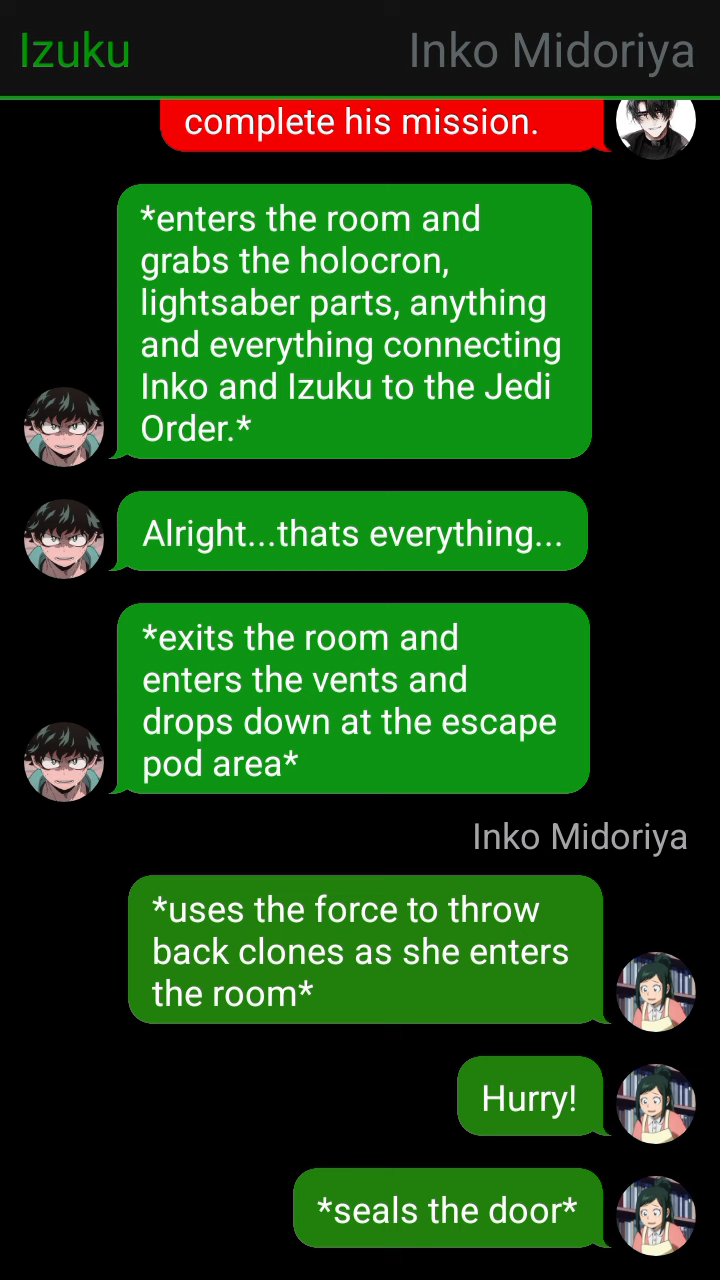 Izuku
Inko Midoriya
complete his mission.
*enters the room and
grabs the holocron,
lightsaber parts, anything
and everything connecting
Inko and Izuku to the Jedi
Order.*
Alright...thats everything...
*exits the room and
enters the vents and
drops down at the escape
pod area*
Inko Midoriya
*uses the force to throw
back clones as she enters
the room*
Hurry!
*seals the door*